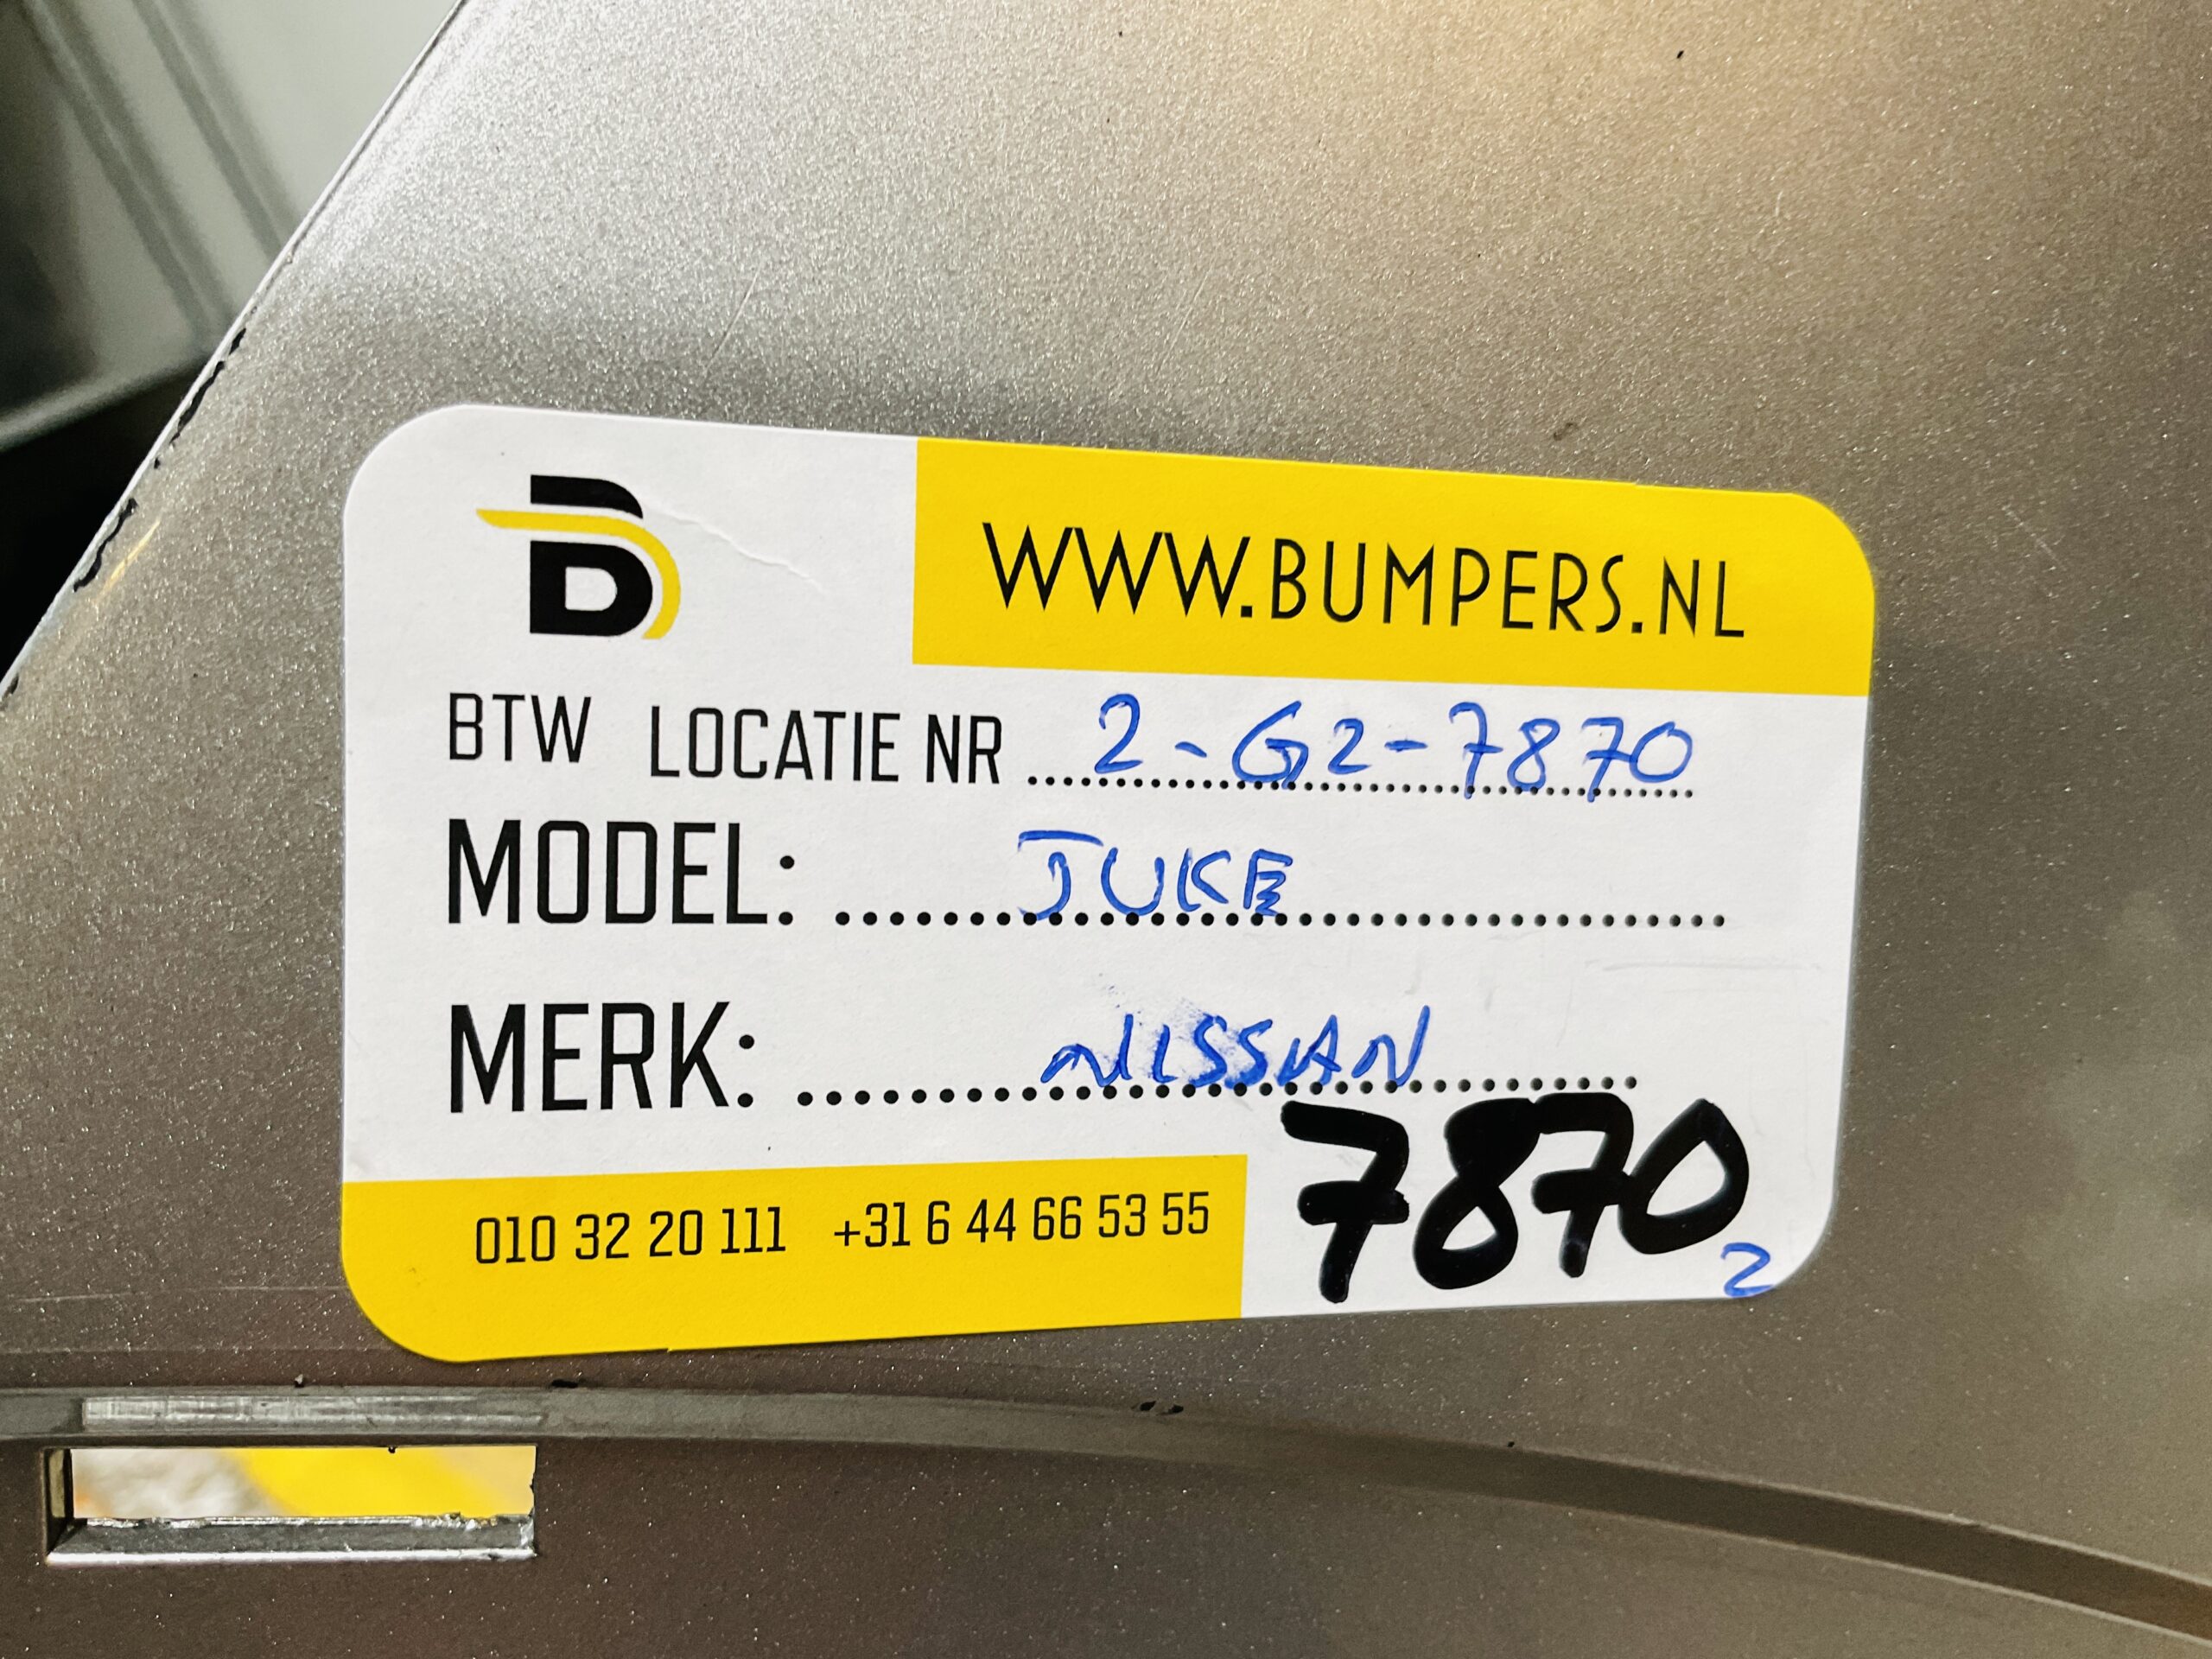 WWW.BUMPERS.NL
BTW LOCATIE NR 2-G2-7870
MODEL: JUKE
MERK: NISSAN
7870
2
010 32 20 111 +31 6 44 66 53 55